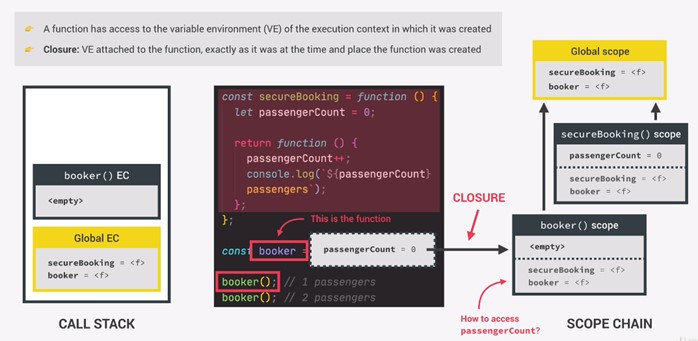 👉 A function has access to the variable environment (VE) of the execution context in which it was created
👉 Closure: VE attached to the function, exactly as it was at the time and place the function was created
booker() EC
<empty>
Global EC
secureBooking = <f>
booker = <f>
CALL STACK
const secureBooking = function () {
let passengerCount = 0;
return function () {
passengerCount++;
console.log(`${passengerCount}
passengers`);
};
};
This is the function
const booker =
passengerCount = 0
booker(); // 1 passengers
booker(); // 2 passengers
CLOSURE
Global scope
secureBooking = <f>
booker = <f>
secureBooking() scope
passengerCount = 0
secureBooking = <f>
booker = <f>
booker() scope
<empty>
secureBooking = <f>
booker = <f>
How to access
passengerCount?
SCOPE CHAIN